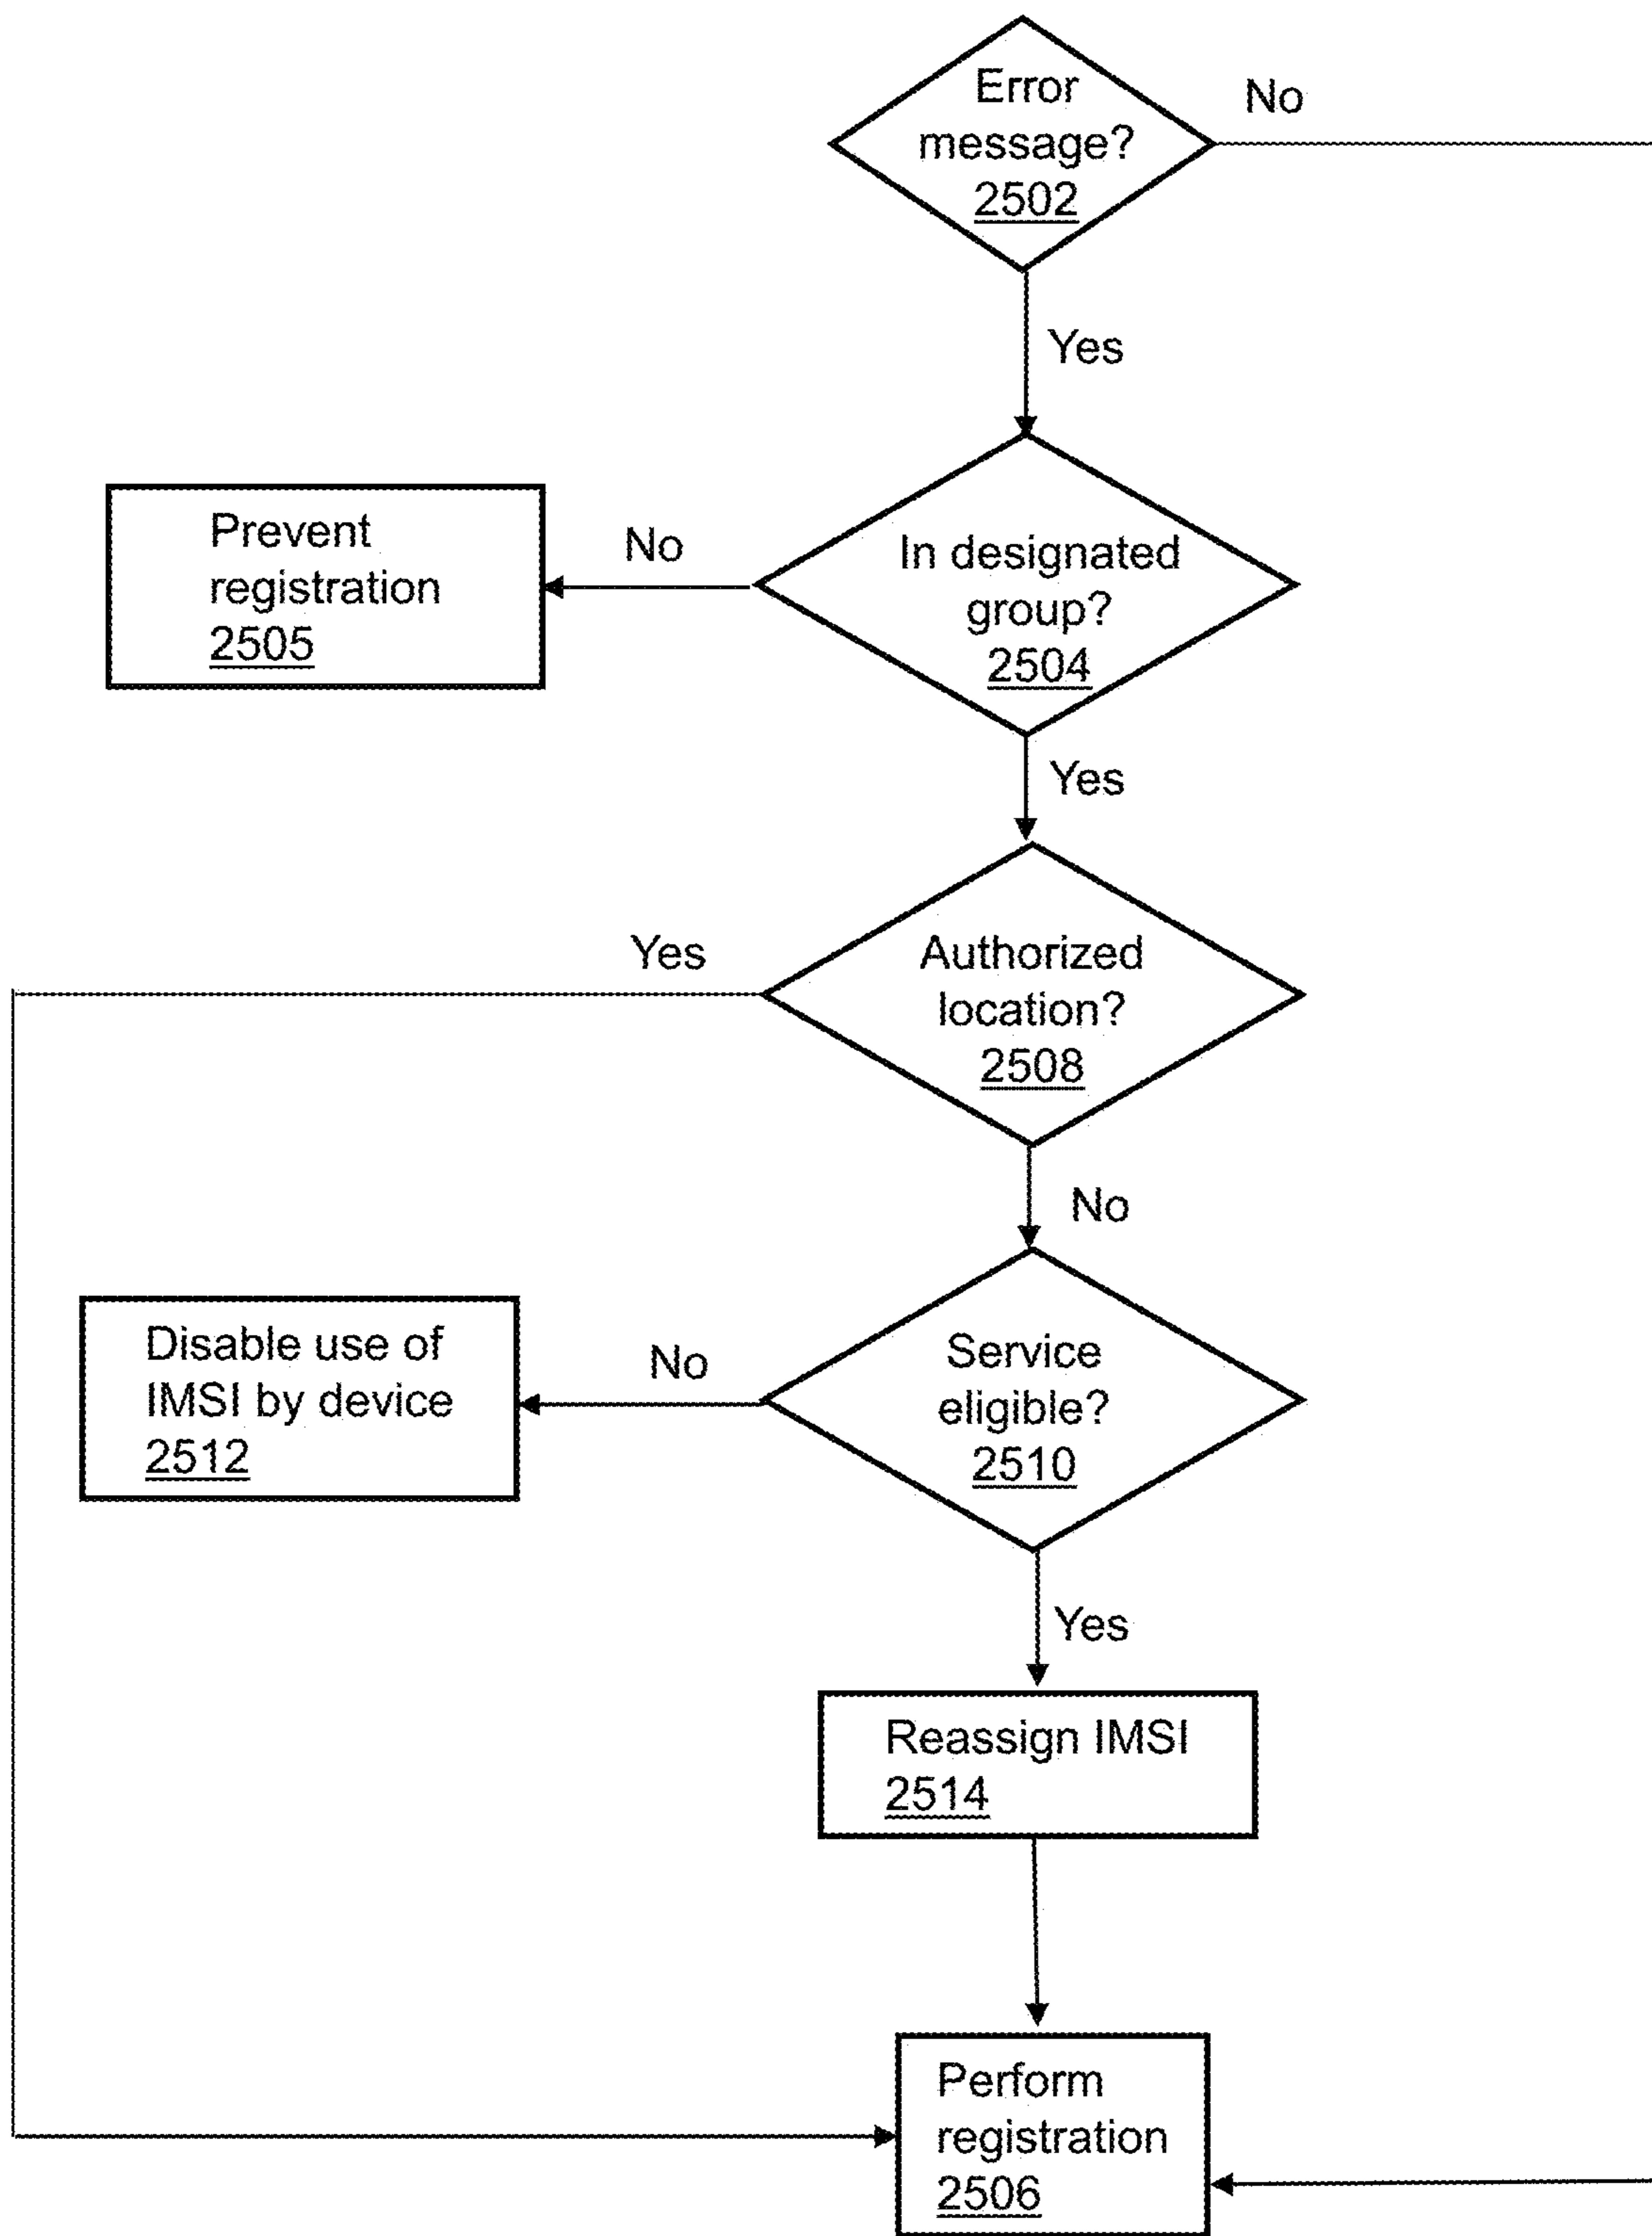 Error
message?
2502
No
Yes
Prevent
registration
2505
No
In designated
group?
2504
Yes
Yes
Authorized
location?
2508
No
Disable use of
IMSI by device
2512
No
Service
eligible?
2510
Yes
Reassign IMSI
2514
Perform
registration
2506